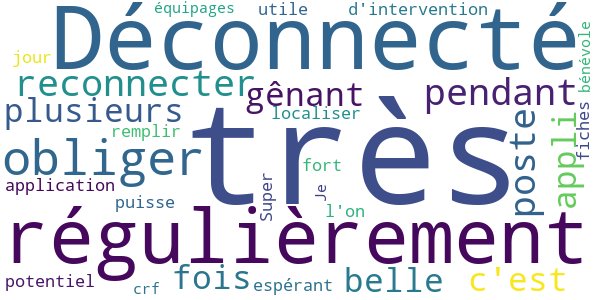 équipages utile d'intervention
Déconnecté
jour
reconnecter
gênant
pendant
bénévole
plusieurs
localiser
remplir
très
poste
appli
fiches
obliger
fort
application
Super
Je
puisse
l'on
régulièrement
potentiel
crf
fois
espérant
belle
c'est